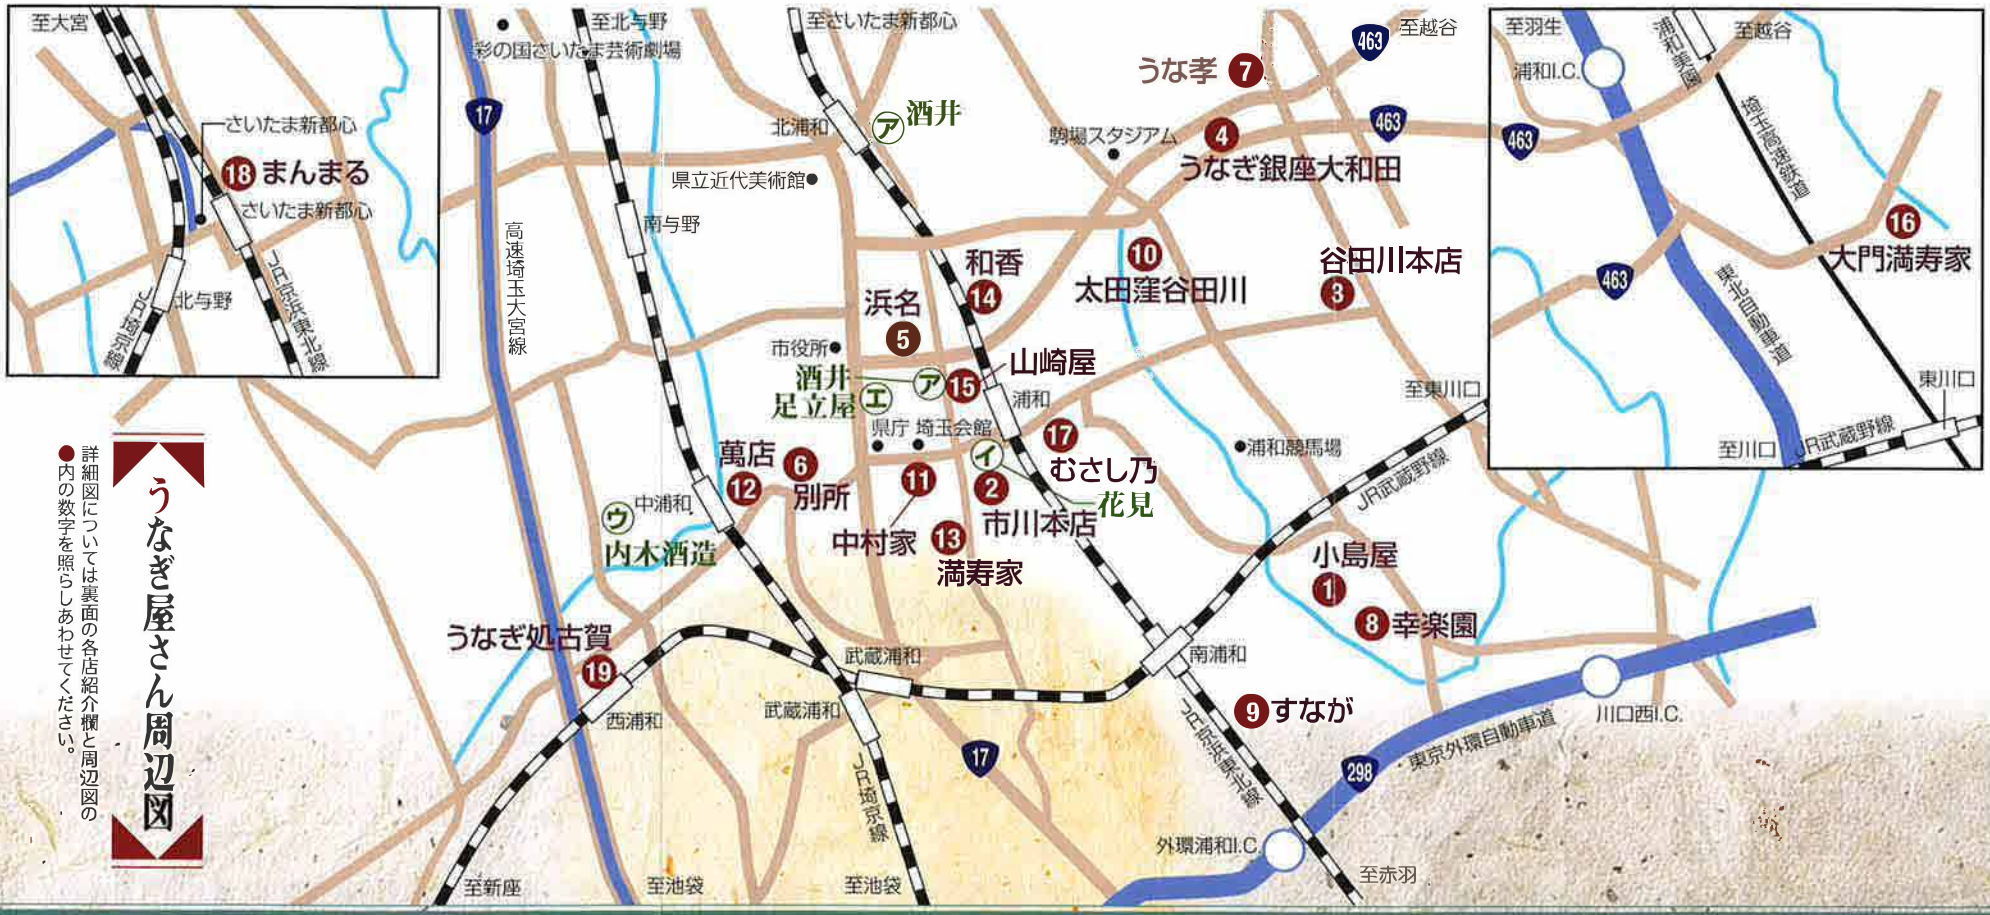 至大宮
さいたま新都心
18 まんまる
さいたま新都心
北与野
JR埼京線
JR京浜東北線
至北与野
彩の国さいたま芸術劇場
17
高速埼玉大宮線
至さいたま新都心
北浦和
ア 酒井
県立近代美術館
南与野
うな孝 7
463
至越谷
駒場スタジアム
4
うなぎ銀座大和田
463
10
太田窪谷田川
谷田川本店
3
和香
14
浜名
5
市役所
酒井 ア
15 山崎屋
足立屋 エ
浦和
県庁
埼玉会館
17
むさし乃
イ
花見
2
市川本店
11
中村家
13
満寿家
萬店
12
6
別所
中浦和
ウ
内木酒造
浦和競馬場
至東川口
JR武蔵野線
小島屋
1
8 幸楽園
うなぎ処古賀
19
西浦和
武蔵浦和
武蔵浦和
JR埼京線
17
南浦和
9 すなが
JR京浜東北線
298
東京外環自動車道
川口西I.C.
外環浦和I.C.
至新座
至池袋
至池袋
至赤羽
至羽生
浦和I.C.
浦和美園
至越谷
埼玉高速鉄道
463
463
16
大門満寿家
東北自動車道
東川口
至川口
JR武蔵野線
うなぎ屋さん周辺図
詳細図については裏面の各店紹介欄と周辺図の
●内の数字を照らしあわせてください。